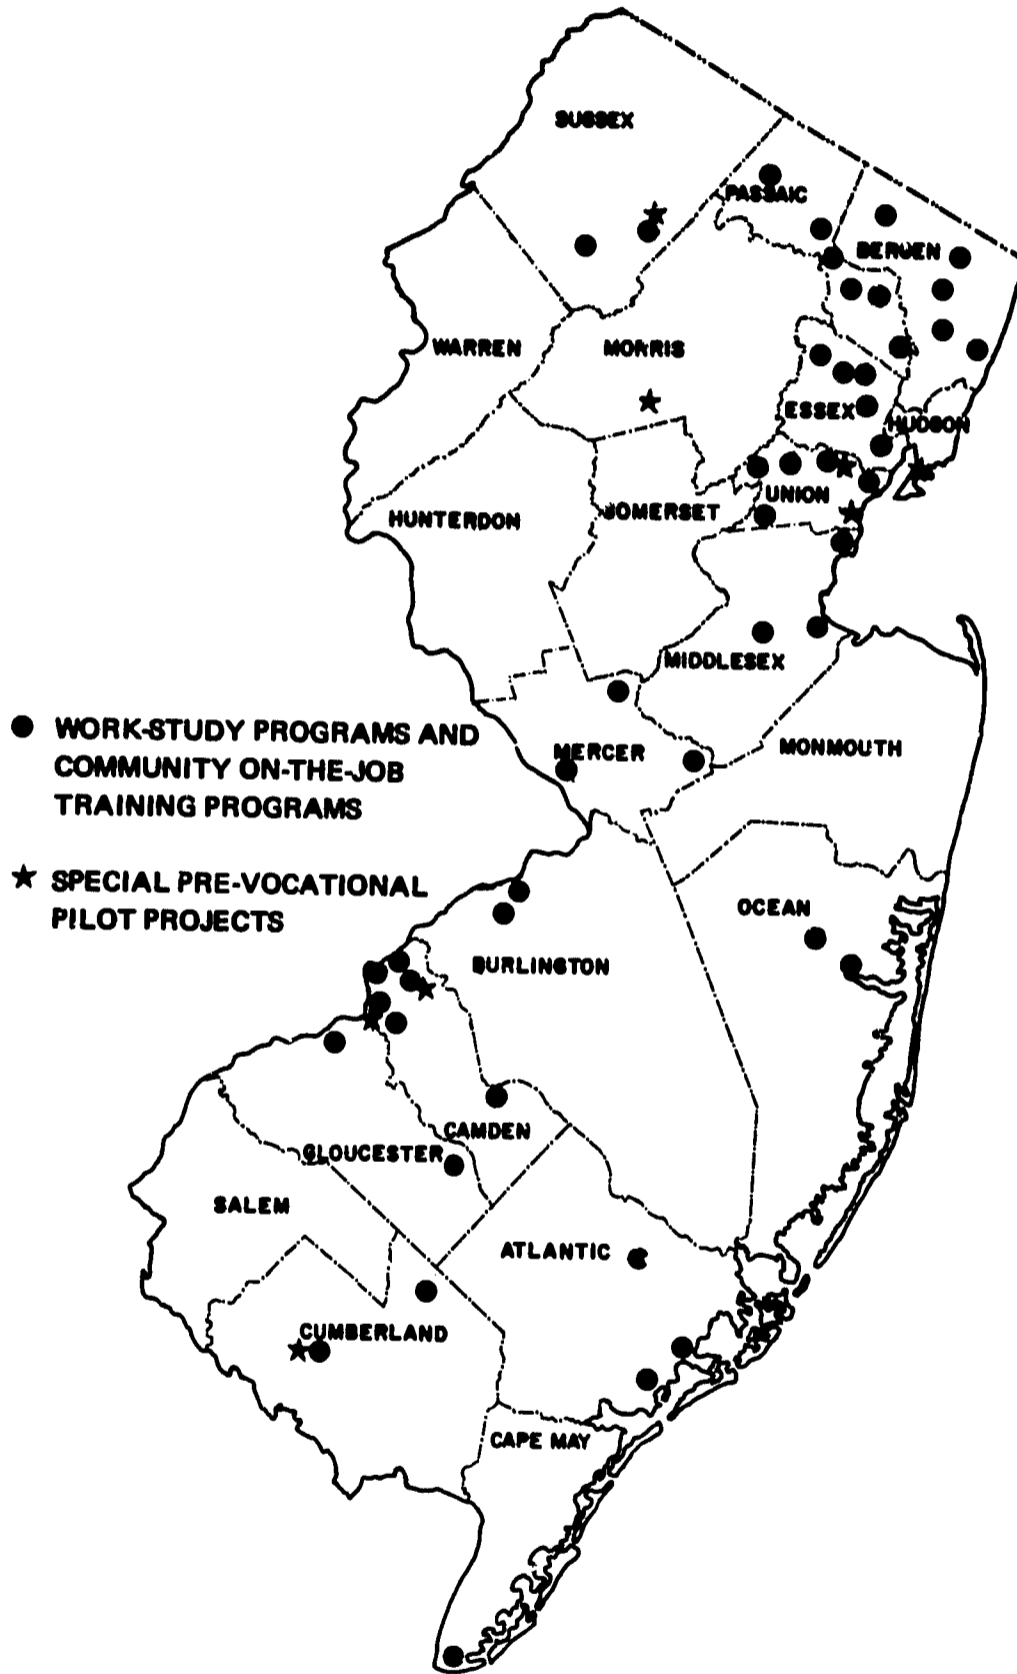 SUSSEX
PASSAIC
BERGEN
WARREN
MORRIS
ESSEX
HUDSON
UNION
HUNTERDON
SOMERSET
MIDDLESEX
● WORK-STUDY PROGRAMS AND
COMMUNITY ON-THE-JOB
TRAINING PROGRAMS
MERCER
MONMOUTH
★ SPECIAL PRE-VOCATIONAL
PILOT PROJECTS
OCEAN
BURLINGTON
CAMDEN
GLOUCESTER
SALEM
ATLANTIC
CUMBERLAND
CAPE MAY